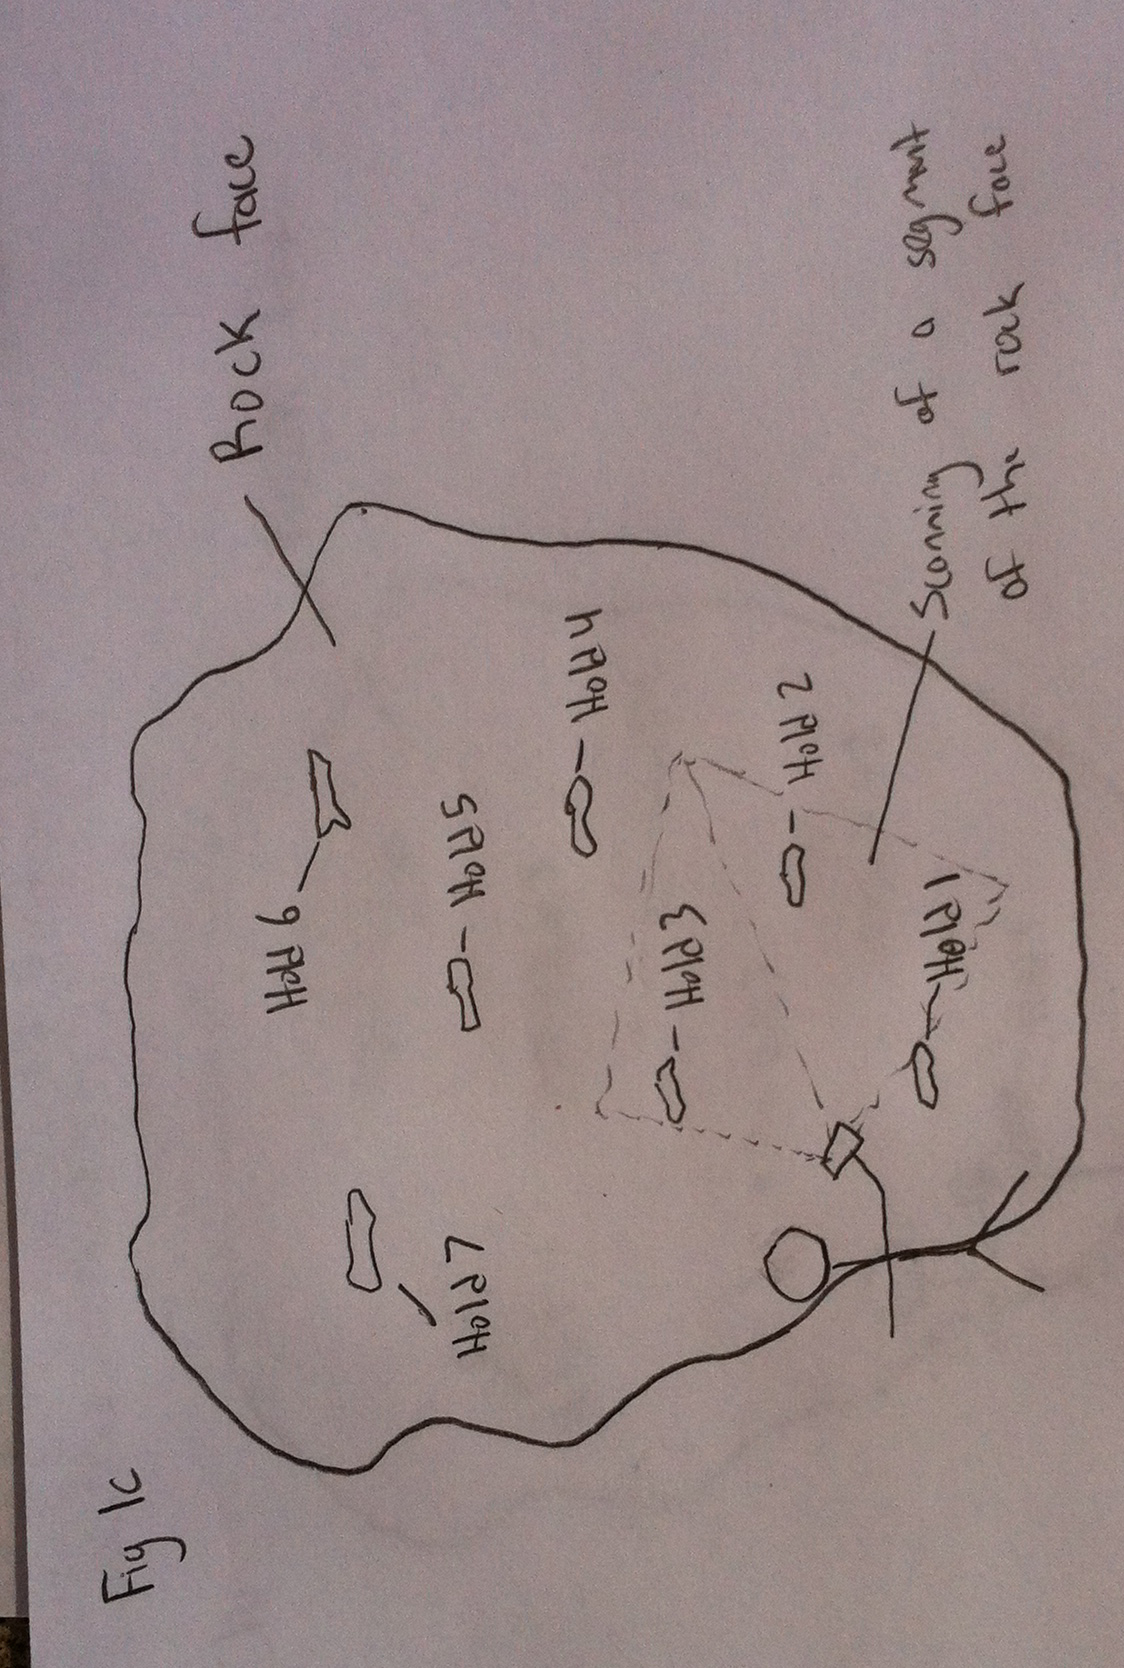 Fig 1c
Rock face
Hold 6
Hold 7
Hold 5
Hold 4
Hold 3
Hold 2
Hold 1
Scanning of a segment
of the rock face